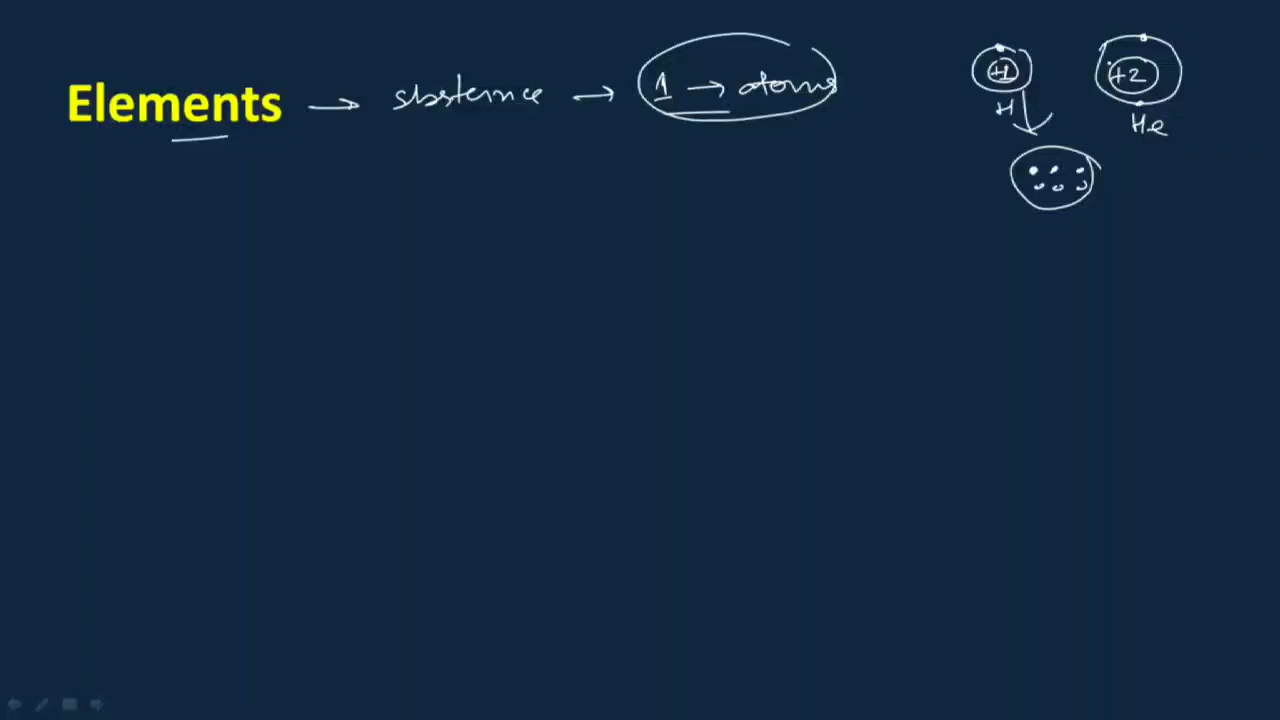 Elements → substance → 1 → atoms
+1 +2
H He